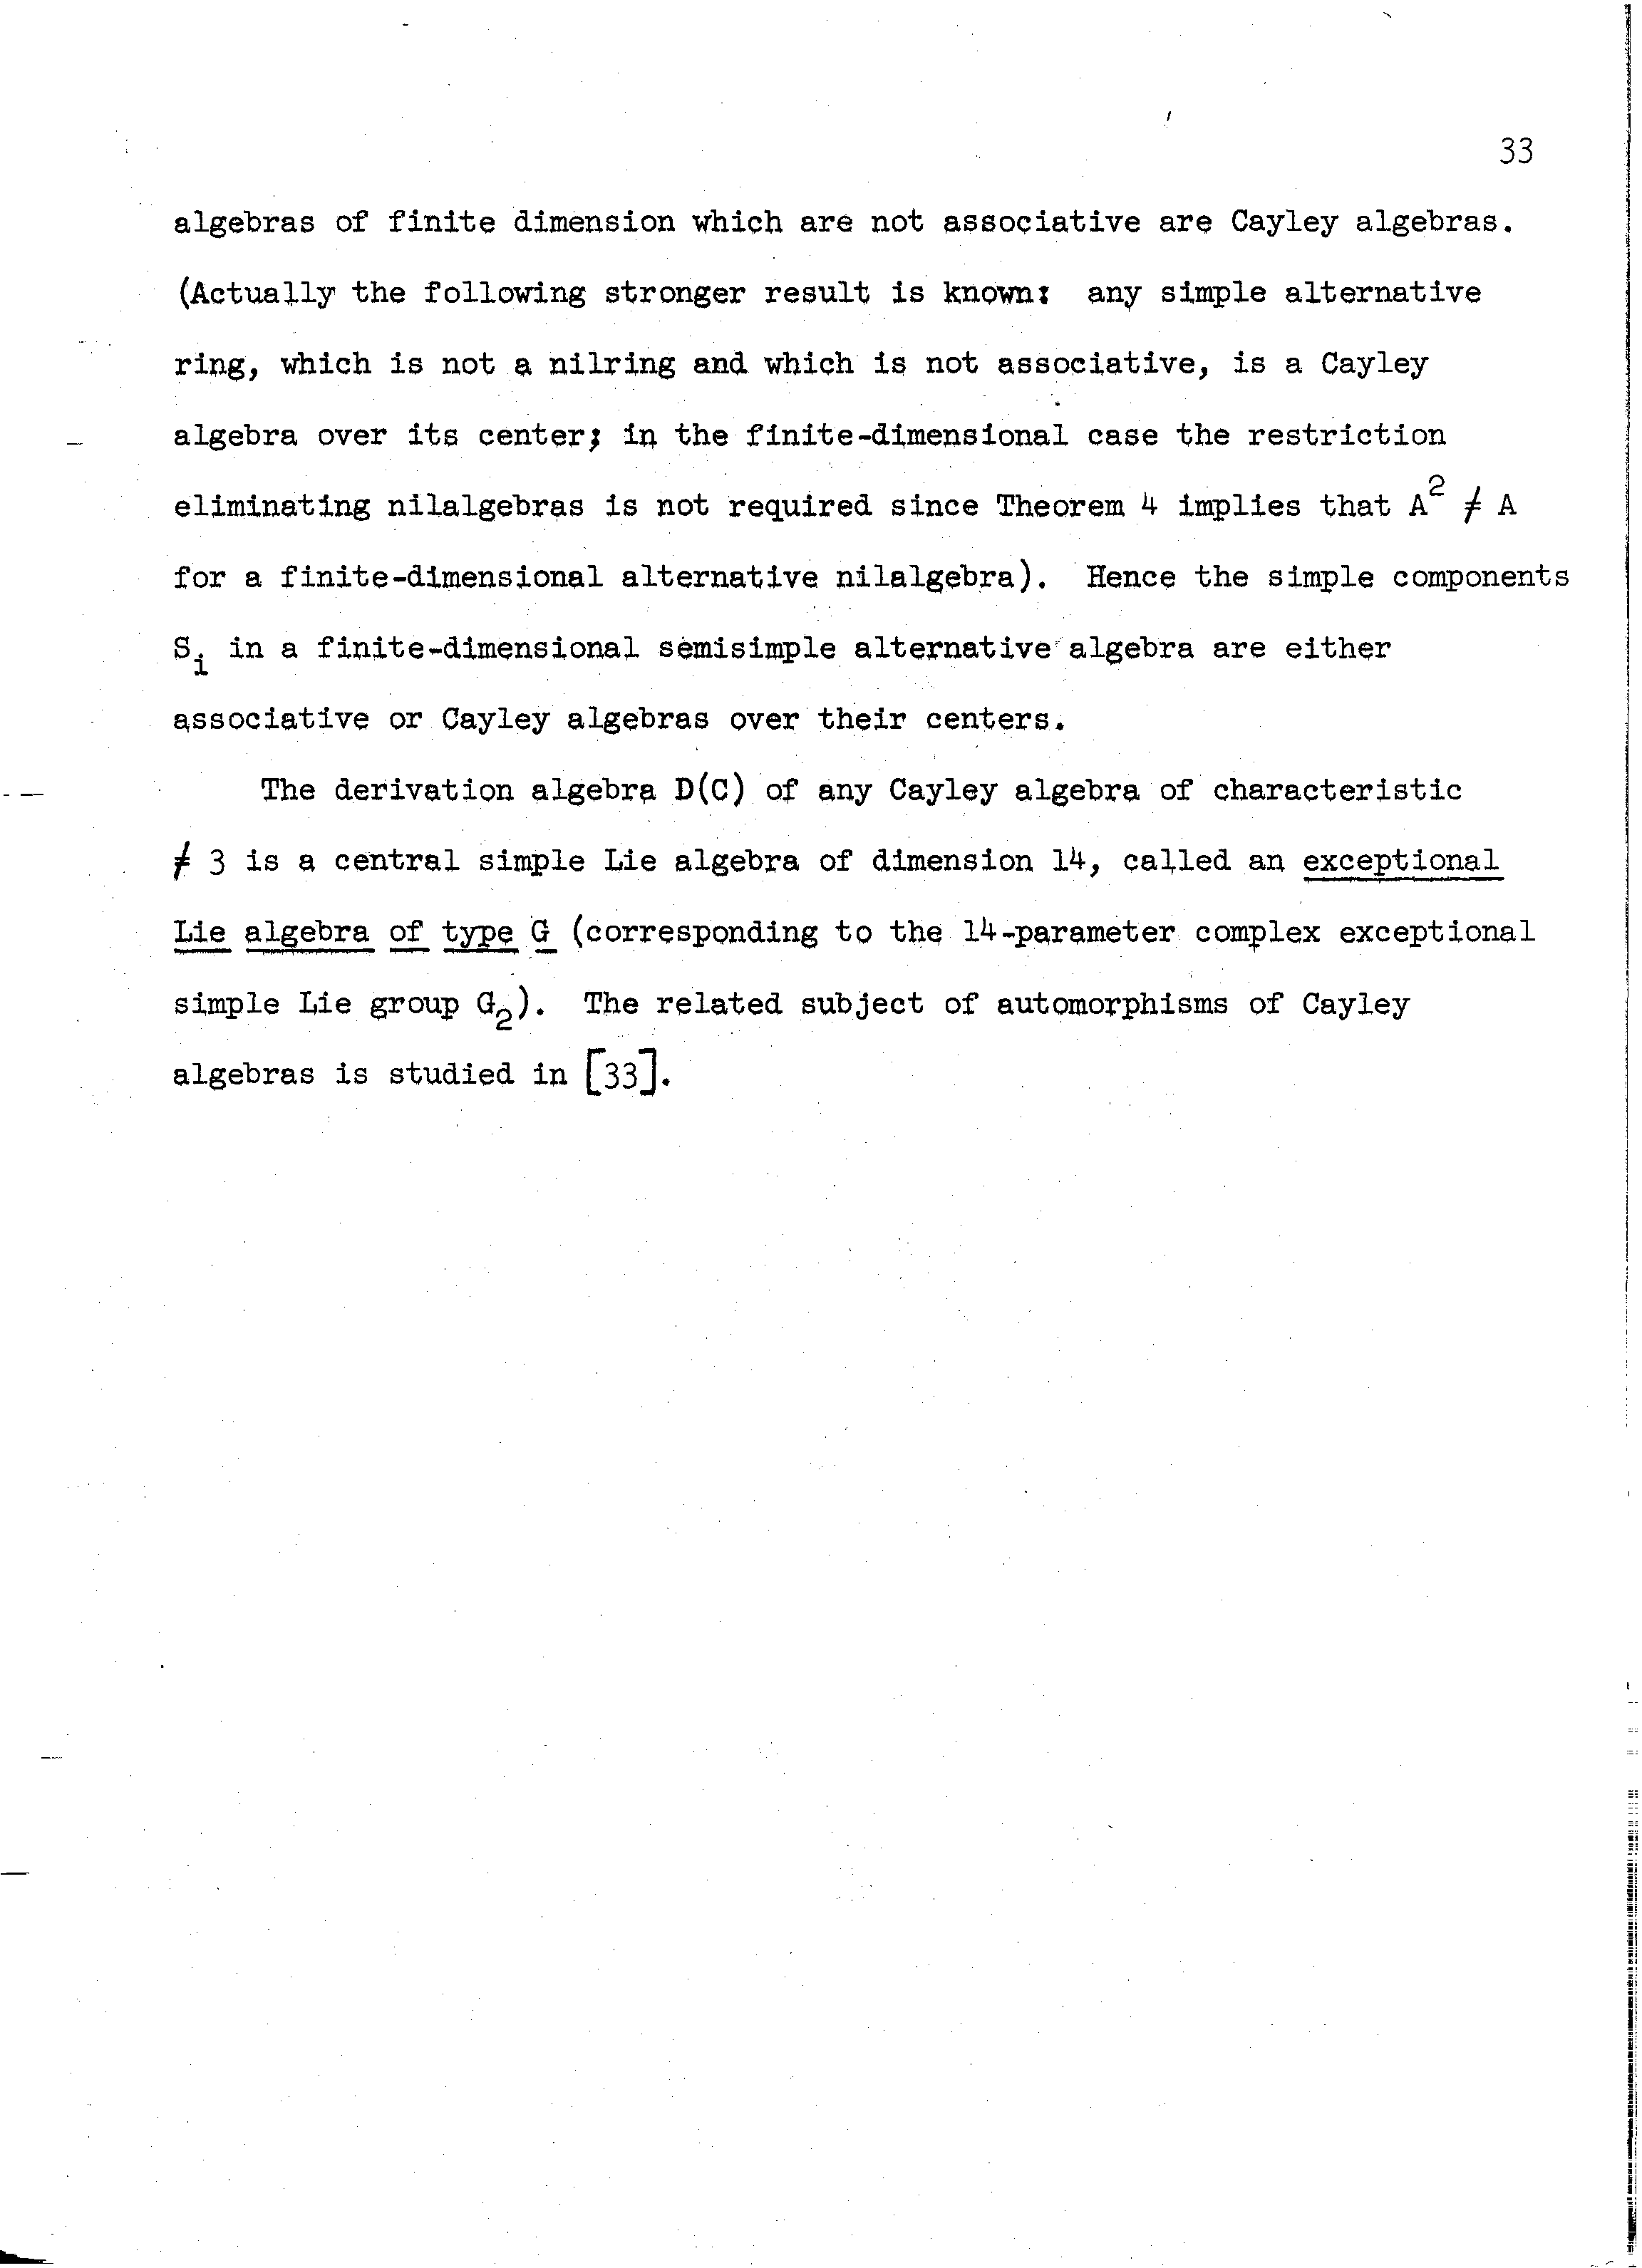 33
algebras of finite dimension which are not associative are Cayley algebras.
(Actually the following stronger result is known: any simple alternative
ring, which is not a nilring and which is not associative, is a Cayley
algebra over its center; in the finite-dimensional case the restriction
eliminating nilalgebras is not required since Theorem 4 implies that A² ≠ A
for a finite-dimensional alternative nilalgebra). Hence the simple components
Sᵢ in a finite-dimensional semisimple alternative algebra are either
associative or Cayley algebras over their centers.
The derivation algebra D(C) of any Cayley algebra of characteristic
≠ 3 is a central simple Lie algebra of dimension 14, called an exceptional
Lie algebra of type G (corresponding to the 14-parameter complex exceptional
simple Lie group G₂). The related subject of automorphisms of Cayley
algebras is studied in [33].